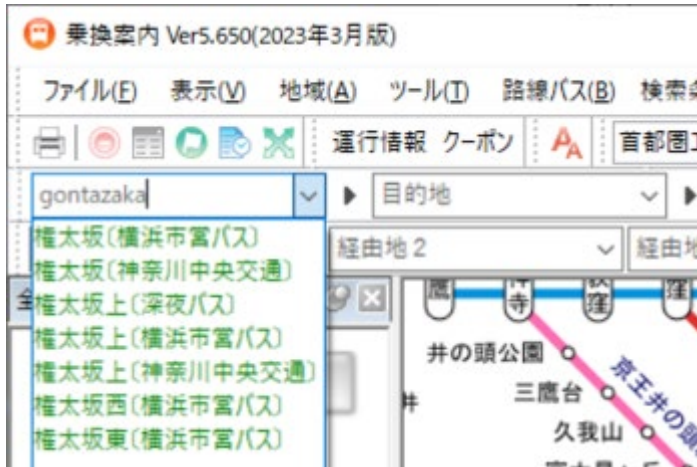 乗換案内 Ver5.650(2023年3月版)
ファイル(F) 表示(V) 地域(A) ツール(T) 路線バス(B) 検索
運行情報 クーポン AA 首都圏
gontazaka 目的地
権太坂〔横浜市営バス〕
経由地2 経由地
権太坂〔神奈川中央交通〕
権太坂上〔深夜バス〕
権太坂上〔横浜市営バス〕
権太坂上〔神奈川中央交通〕
権太坂西〔横浜市営バス〕
権太坂東〔横浜市営バス〕
鷹 寺 窪 窪
井の頭公園
三鷹台
久我山
京王井の頭
井